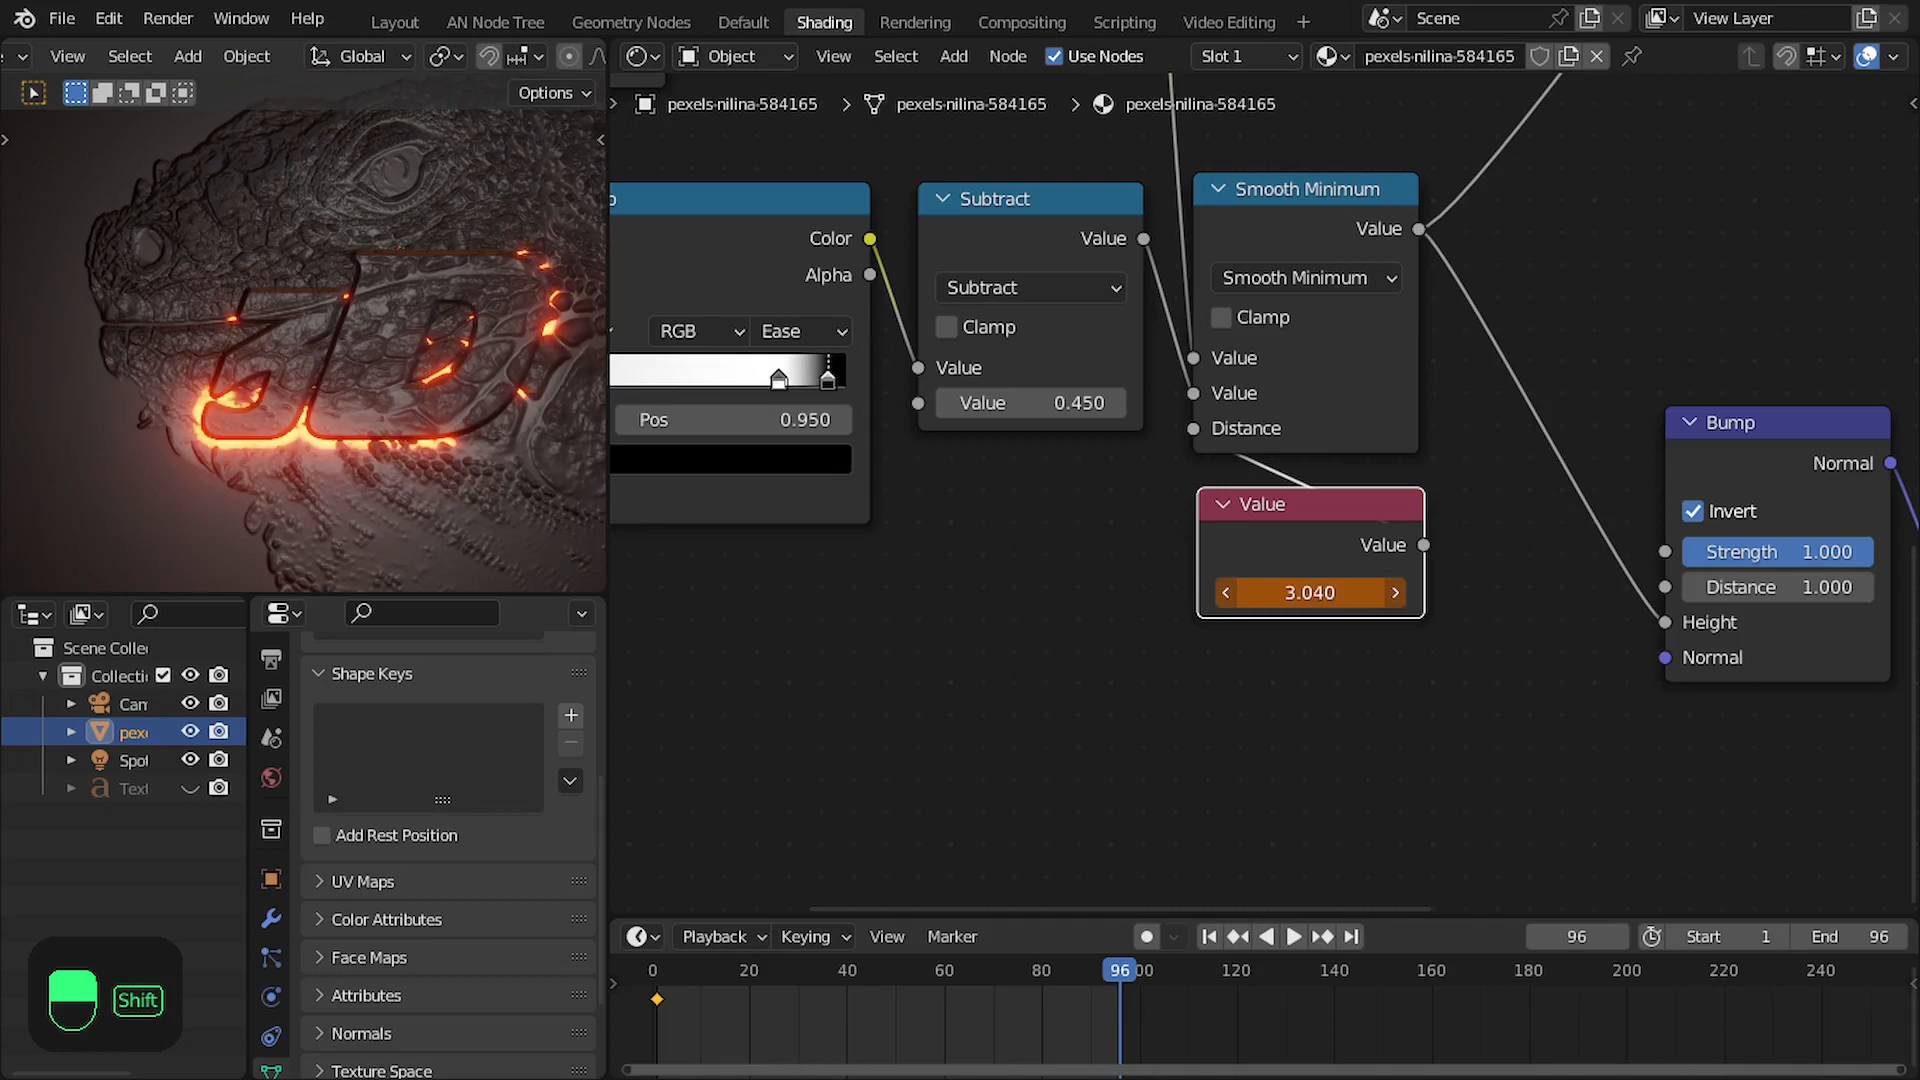 File Edit Render Window Help Layout AN Node Tree Geometry Nodes Default Shading Rendering Compositing Scripting Video Editing + Scene View Layer
View Select Add Object Global Object View Select Add Node Use Nodes Slot 1 pexels-nilina-584165
Options
pexels-nilina-584165 > pexels-nilina-584165 > pexels-nilina-584165
Color
Alpha
RGB Ease
Pos 0.950
Subtract
Value
Subtract
Clamp
Value
Value 0.450
Smooth Minimum
Value
Smooth Minimum
Clamp
Value
Value
Distance
Value
Value
3.040
Bump
Normal
Invert
Strength 1.000
Distance 1.000
Height
Normal
Scene Colle
Collecti
Can
pex
Spot
Text
Shape Keys
Add Rest Position
UV Maps
Color Attributes
Face Maps
Attributes
Normals
Texture Space
Shift
Playback Keying View Marker 96 Start 1 End 96
0 20 40 60 80 96 00 120 140 160 180 200 220 240